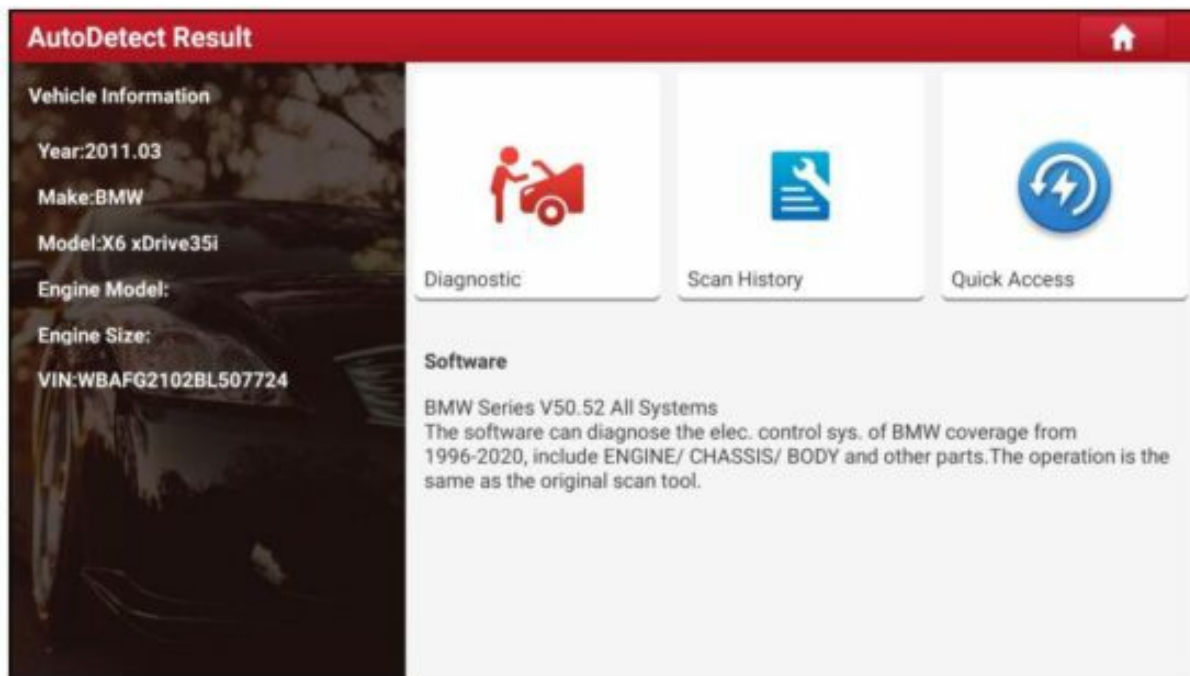 AutoDetect Result
Vehicle Information
Year:2011.03
Make:BMW
Model:X6 xDrive35i
Engine Model:
Engine Size:
VIN:WBAFG2102BL507724
Diagnostic
Scan History
Quick Access
Software
BMW Series V50.52 All Systems
The software can diagnose the elec. control sys. of BMW coverage from
1996-2020, include ENGINE/ CHASSIS/ BODY and other parts.The operation is the
same as the original scan tool.